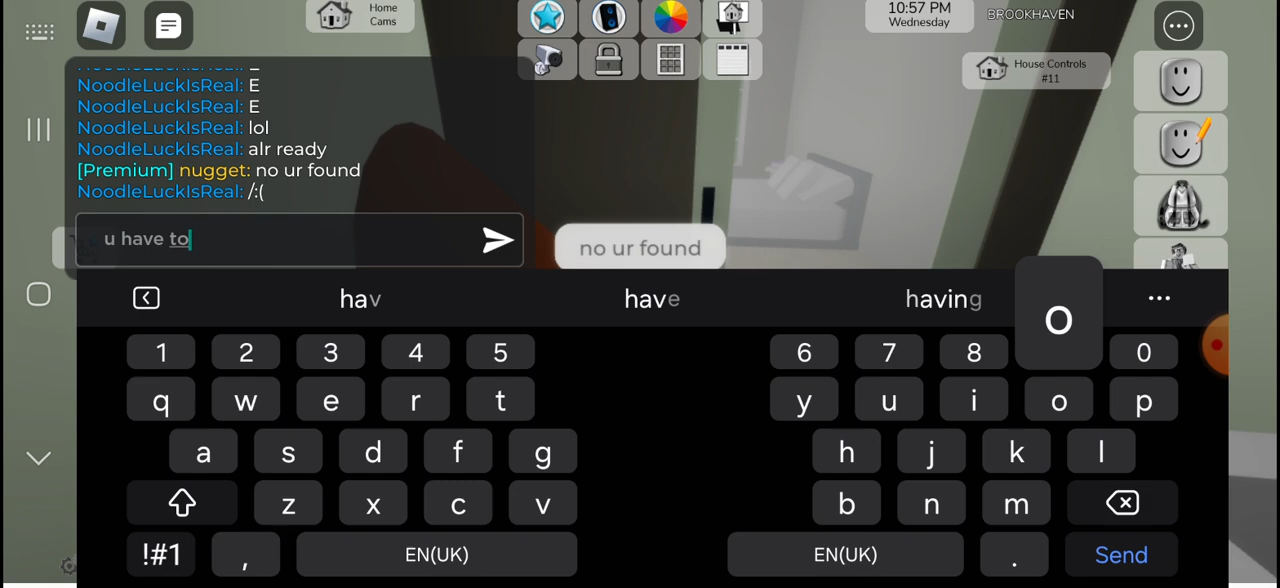 Home
Cams
10:57 PM
Wednesday
BROOKHAVEN
House Controls
#11
NoodleLuckIsReal: E
NoodleLuckIsReal: E
NoodleLuckIsReal: E
NoodleLuckIsReal: lol
NoodleLuckIsReal: alr ready
[Premium] nugget: no ur found
NoodleLuckIsReal: /:(
u have to
no ur found
hav have having ...
o
1 2 3 4 5 6 7 8 0
q w e r t y u i o p
a s d f g h j k l
z x c v b n m
!#1 , EN(UK) EN(UK) . Send